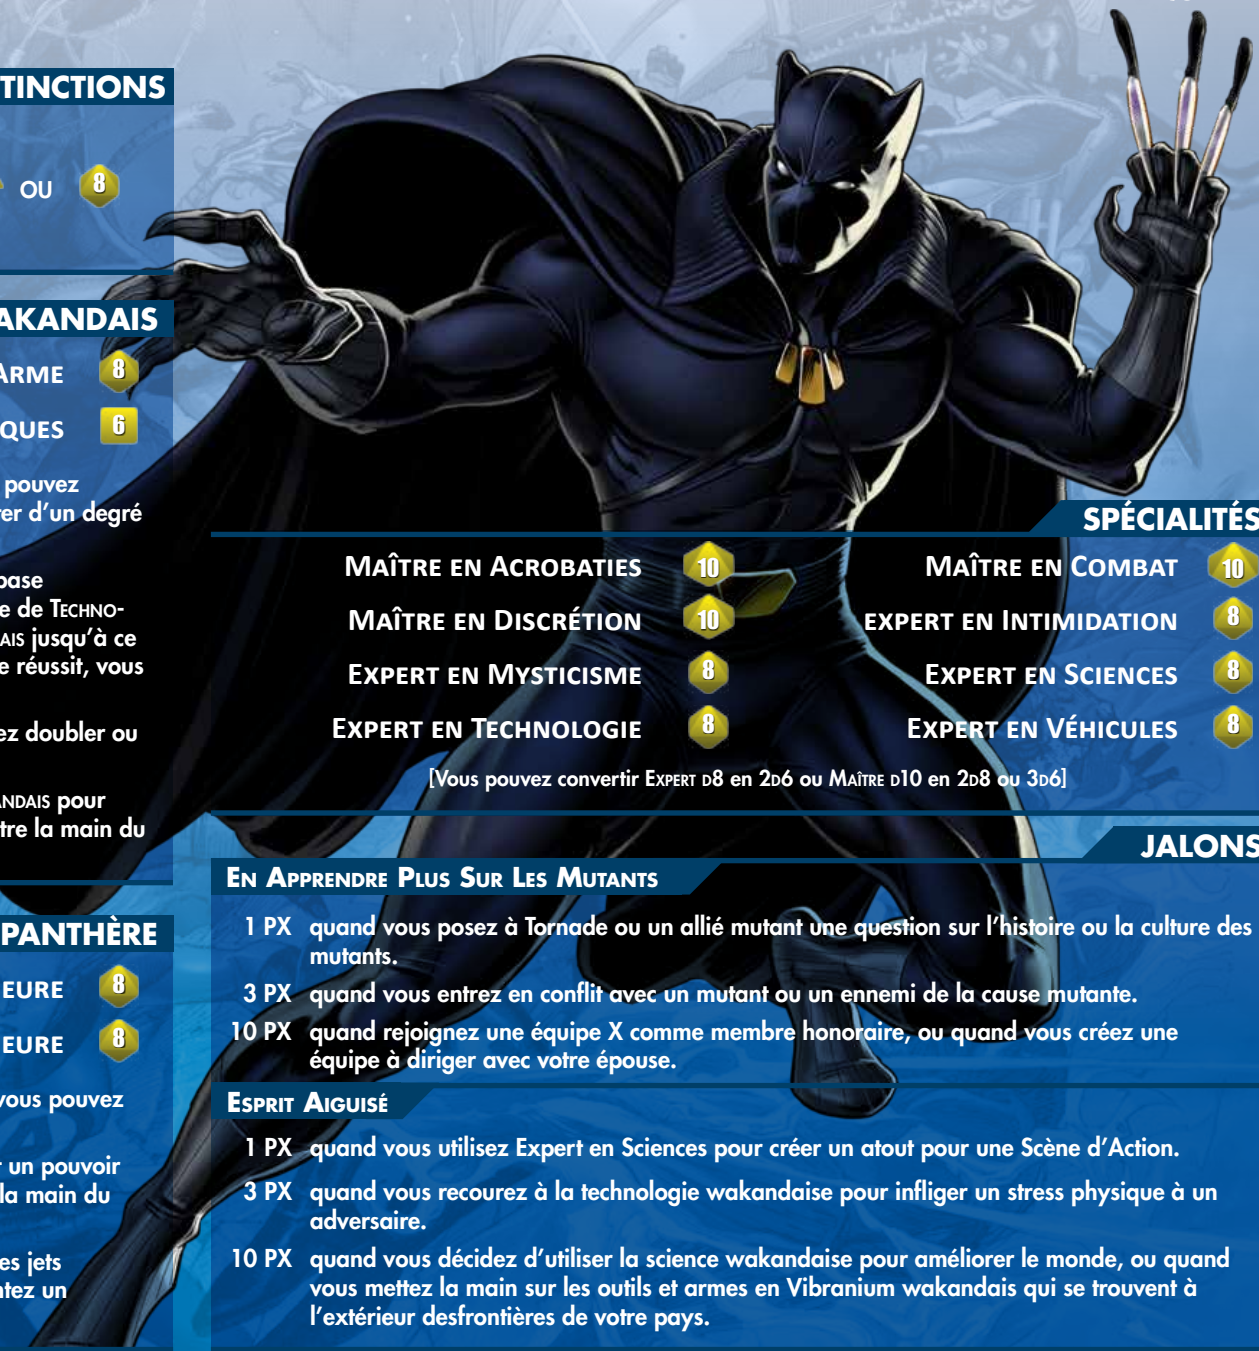 TINCTIONS
OU 8
AKANDAIS
ARME 8
QUES 6
pouvez
er d'un degré
base
e de TECHNO-
AIS jusqu'à ce
e réussit, vous
ez doubler ou
ANDAIS pour
tre la main du
PANTHÈRE
EURE 8
EURE 8
vous pouvez
r un pouvoir
la main du
es jets
ntez un
SPÉCIALITÉS
MAÎTRE EN ACROBATIES 10
MAÎTRE EN COMBAT 10
MAÎTRE EN DISCRÉTION 10
EXPERT EN INTIMIDATION 8
EXPERT EN MYSTICISME 8
EXPERT EN SCIENCES 8
EXPERT EN TECHNOLOGIE 8
EXPERT EN VÉHICULES 8
[Vous pouvez convertir EXPERT D8 en 2D6 ou MAÎTRE D10 en 2D8 ou 3D6]
JALONS
EN APPRENDRE PLUS SUR LES MUTANTS
1 PX quand vous posez à Tornade ou un allié mutant une question sur l'histoire ou la culture des
mutants.
3 PX quand vous entrez en conflit avec un mutant ou un ennemi de la cause mutante.
10 PX quand rejoignez une équipe X comme membre honoraire, ou quand vous créez une
équipe à diriger avec votre épouse.
ESPRIT AIGUISÉ
1 PX quand vous utilisez Expert en Sciences pour créer un atout pour une Scène d'Action.
3 PX quand vous recourez à la technologie wakandaise pour infliger un stress physique à un
adversaire.
10 PX quand vous décidez d'utiliser la science wakandaise pour améliorer le monde, ou quand
vous mettez la main sur les outils et armes en Vibranium wakandais qui se trouvent à
l'extérieur desfrontières de votre pays.